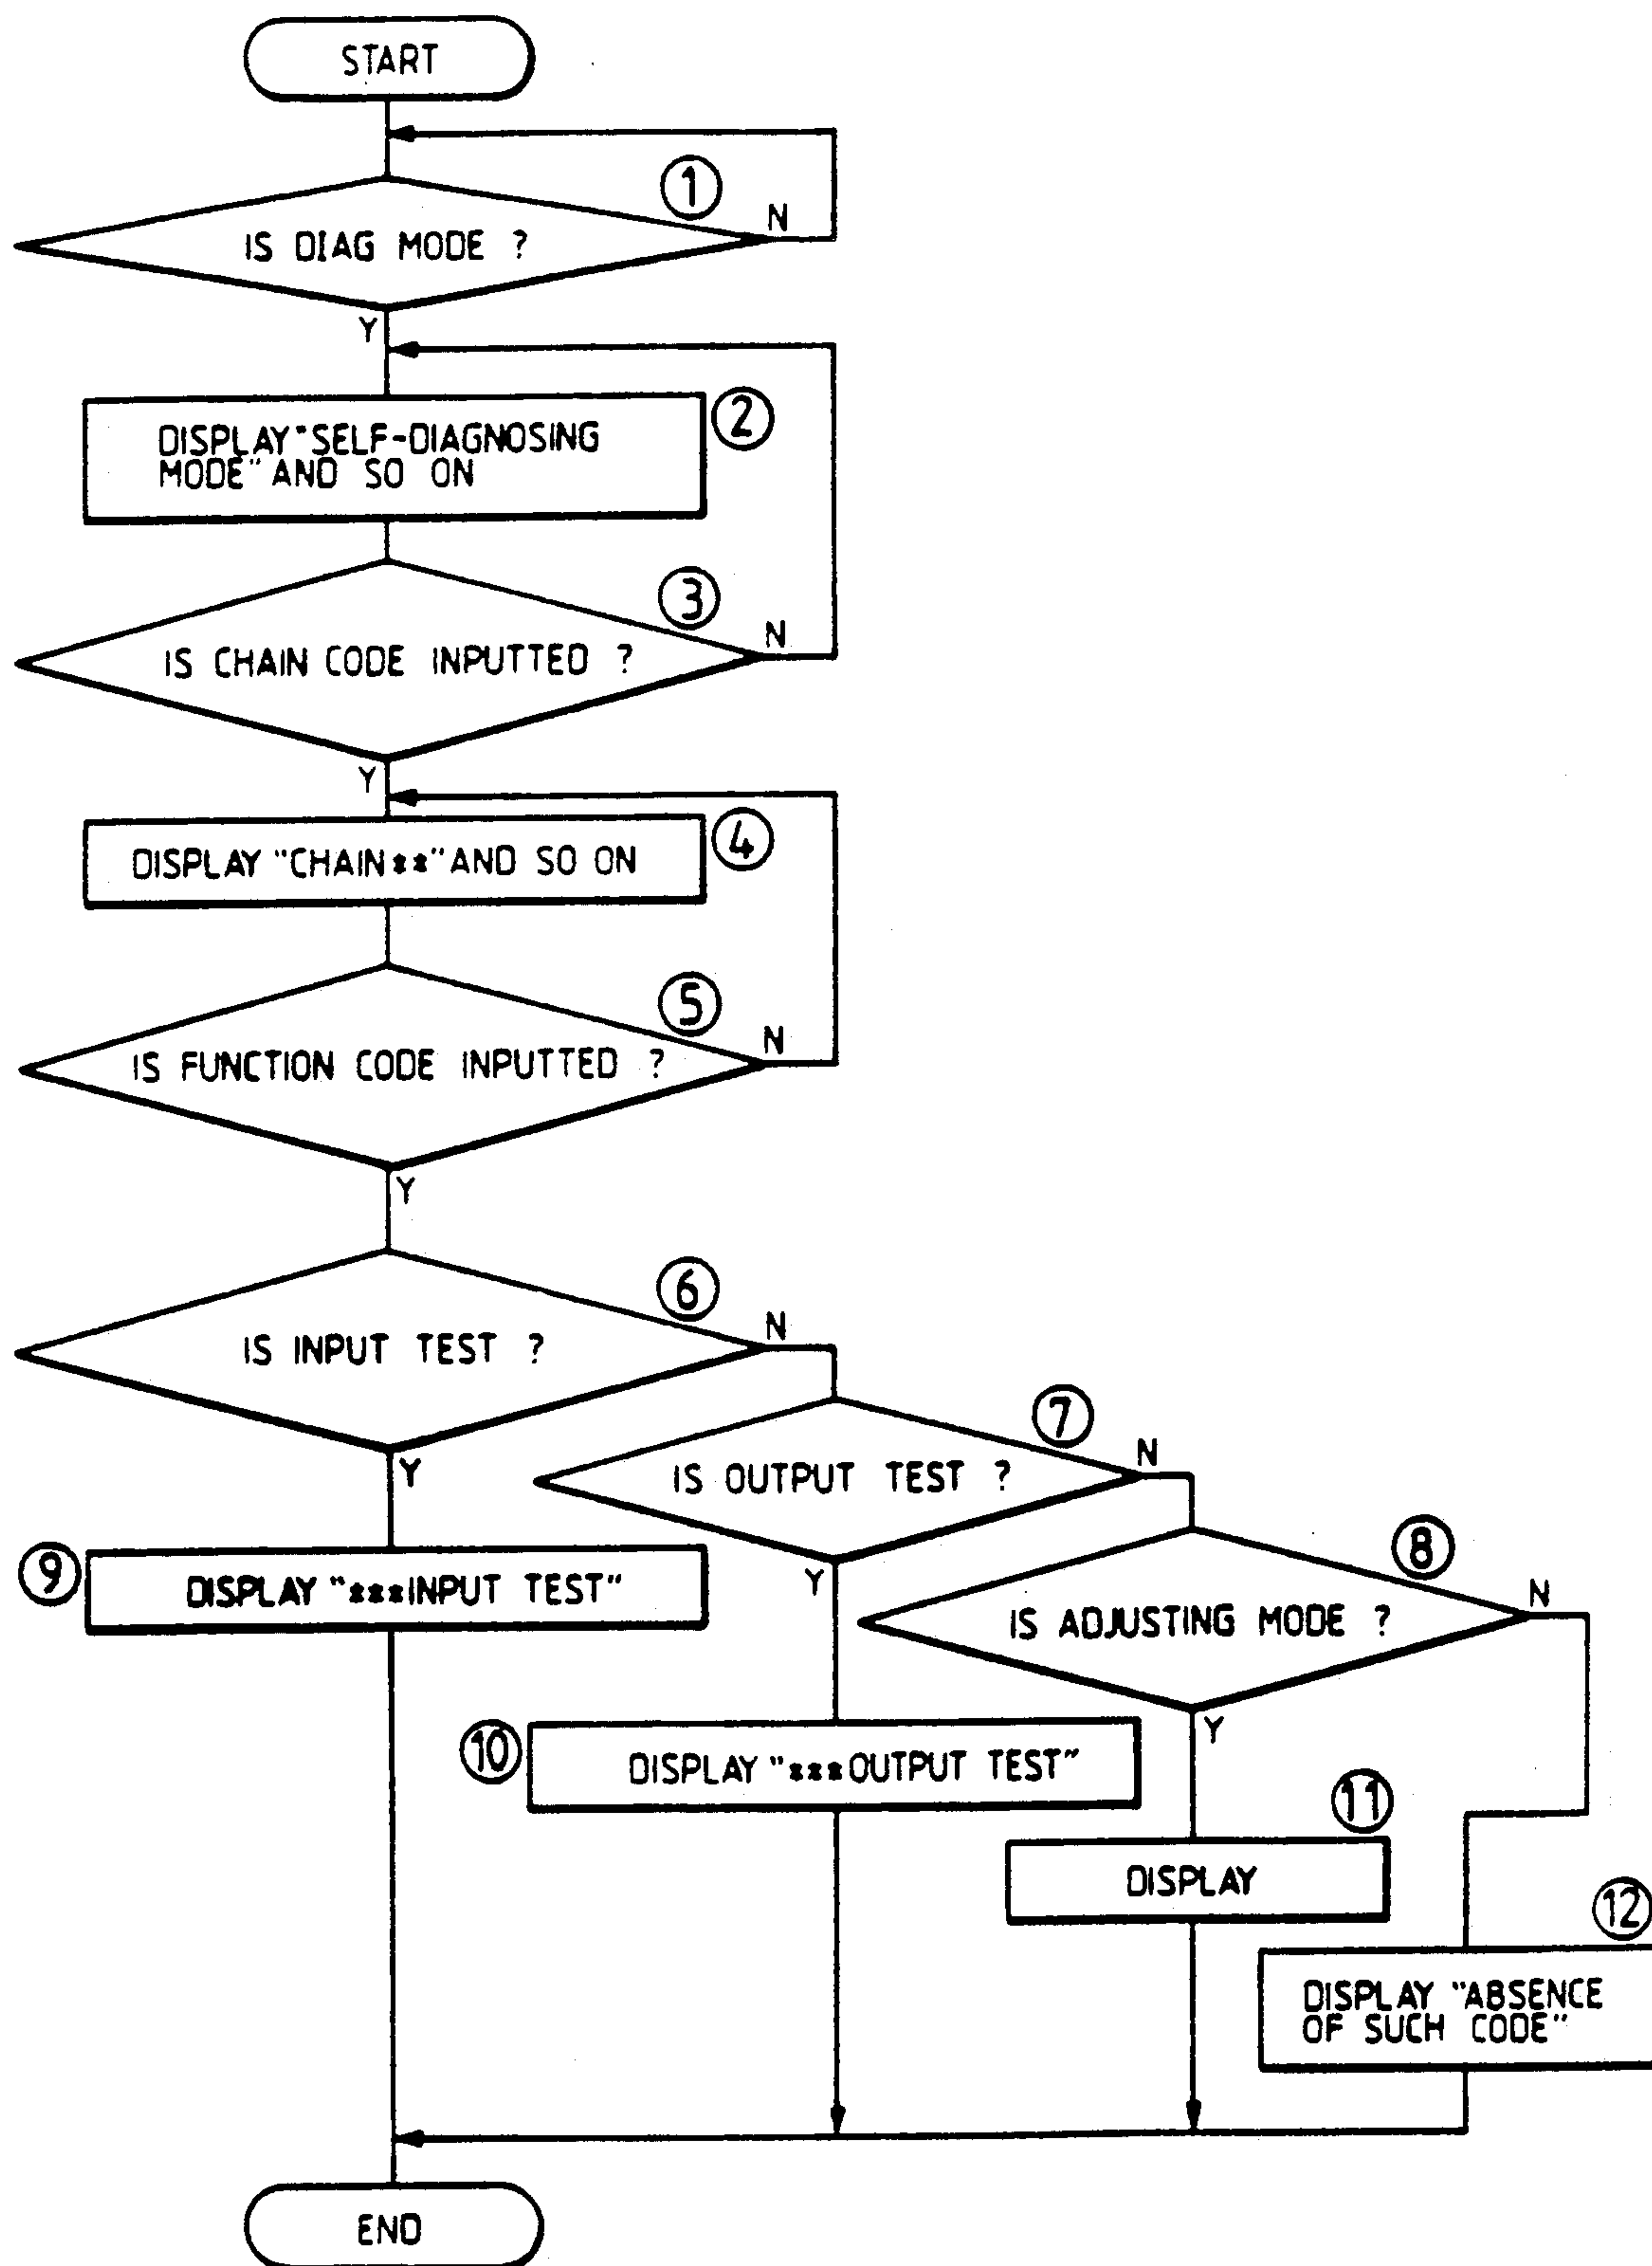 START
①
IS DIAG MODE ?
N
Y
②
DISPLAY "SELF-DIAGNOSING
MODE" AND SO ON
③
IS CHAIN CODE INPUTTED ?
N
Y
④
DISPLAY "CHAIN**" AND SO ON
⑤
IS FUNCTION CODE INPUTTED ?
N
Y
⑥
IS INPUT TEST ?
N
Y
⑦
IS OUTPUT TEST ?
N
Y
⑧
IS ADJUSTING MODE ?
N
Y
⑨
DISPLAY "***INPUT TEST"
⑩
DISPLAY "***OUTPUT TEST"
⑪
DISPLAY
⑫
DISPLAY "ABSENCE
OF SUCH CODE"
END